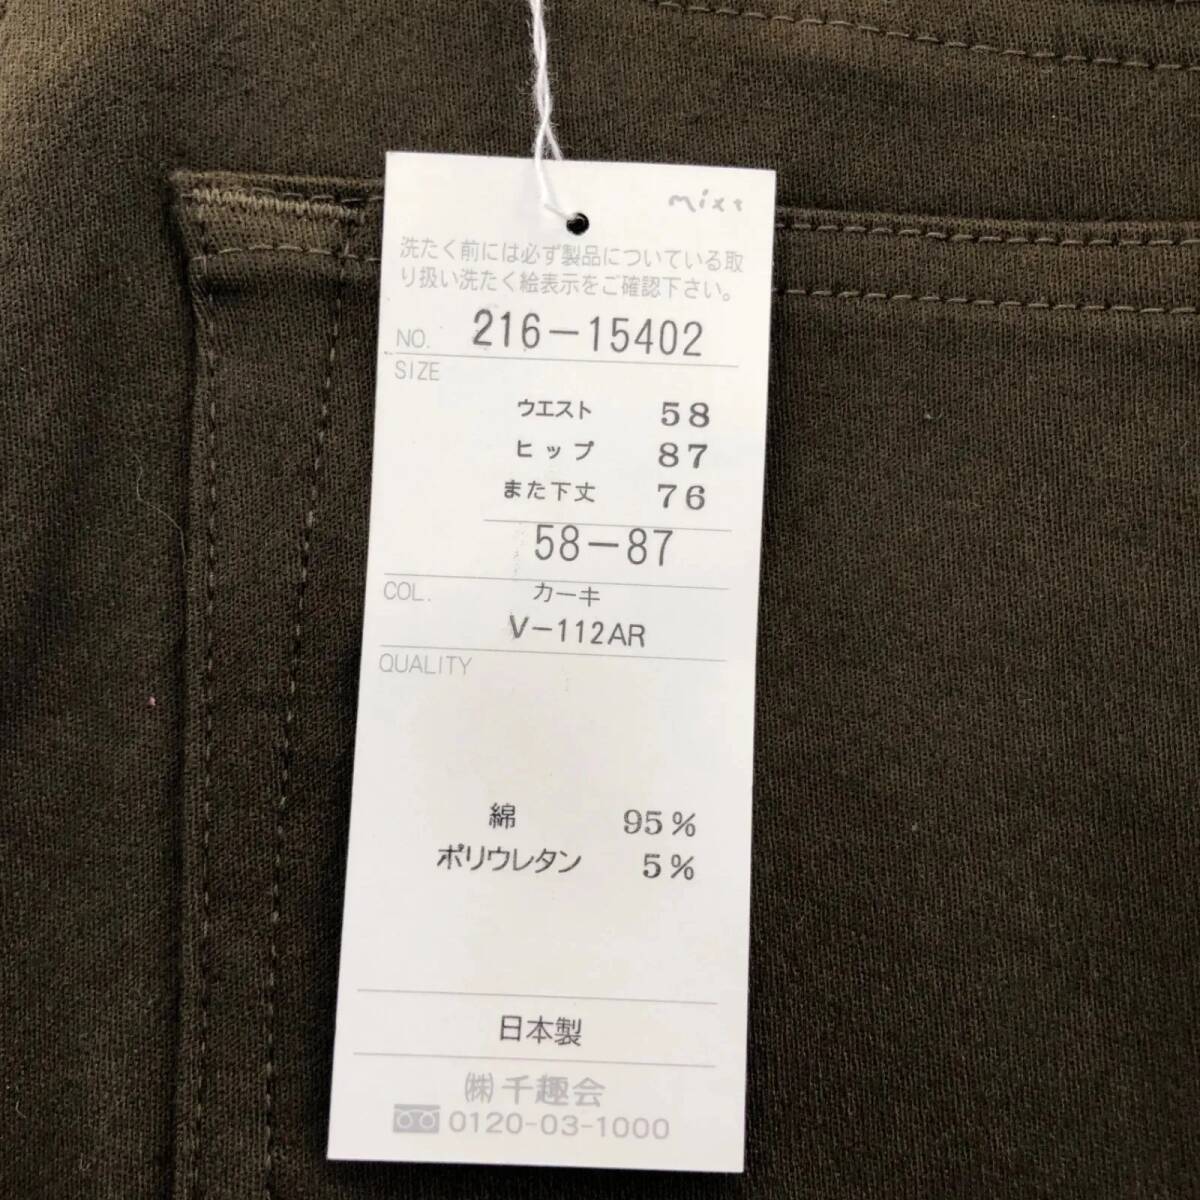 mixt
洗たく前には必ず製品についている取
り扱い洗たく絵表示をご確認下さい。
NO. 216-15402
SIZE
ウエスト 58
ヒップ 87
また下丈 76
58-87
COL. カーキ
V-112AR
QUALITY
綿 95%
ポリウレタン 5%
日本製
㈱千趣会
0120-03-1000